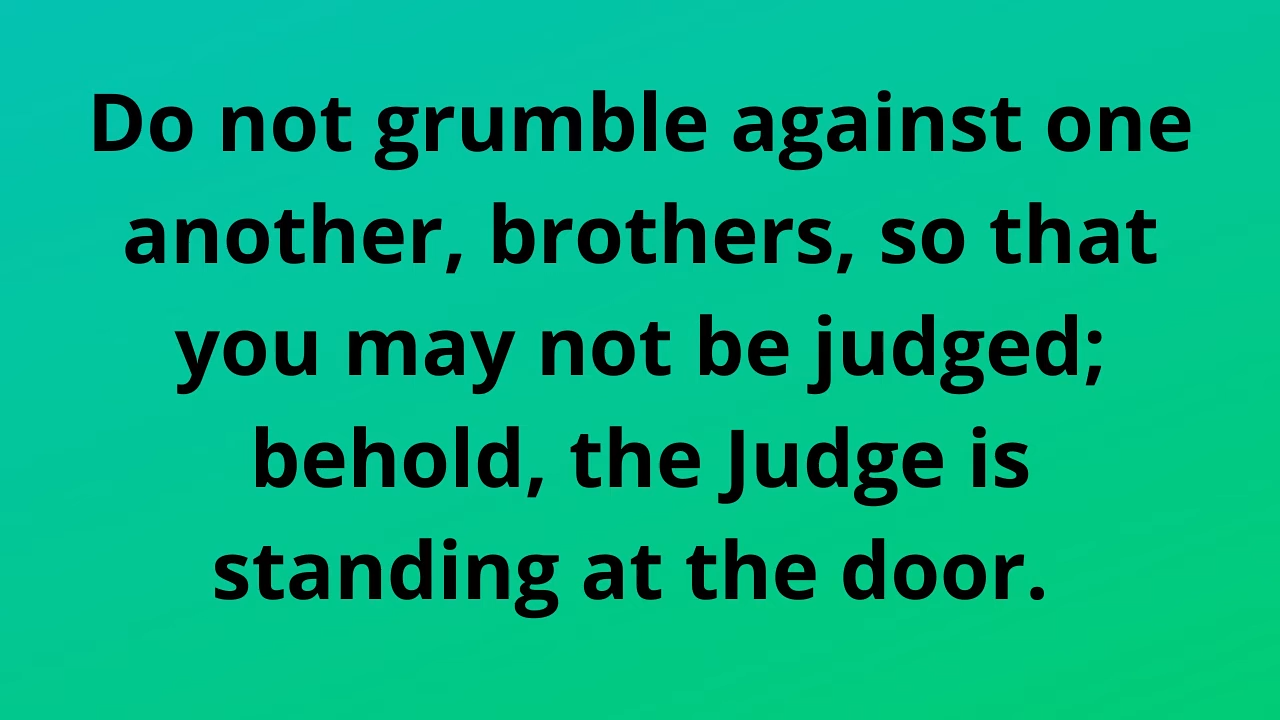 Do not grumble against one
another, brothers, so that
you may not be judged;
behold, the Judge is
standing at the door.